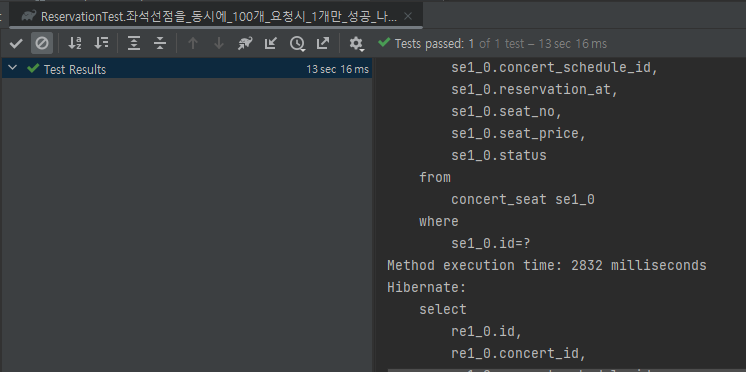 ReservationTest.좌석선점을_동시에_100개_요청시_1개만_성공_나...
Tests passed: 1 of 1 test – 13 sec 16 ms
Test Results 13 sec 16 ms
se1_0.concert_schedule_id,
se1_0.reservation_at,
se1_0.seat_no,
se1_0.seat_price,
se1_0.status
from
concert_seat se1_0
where
se1_0.id=?
Method execution time: 2832 milliseconds
Hibernate:
select
re1_0.id,
re1_0.concert_id,